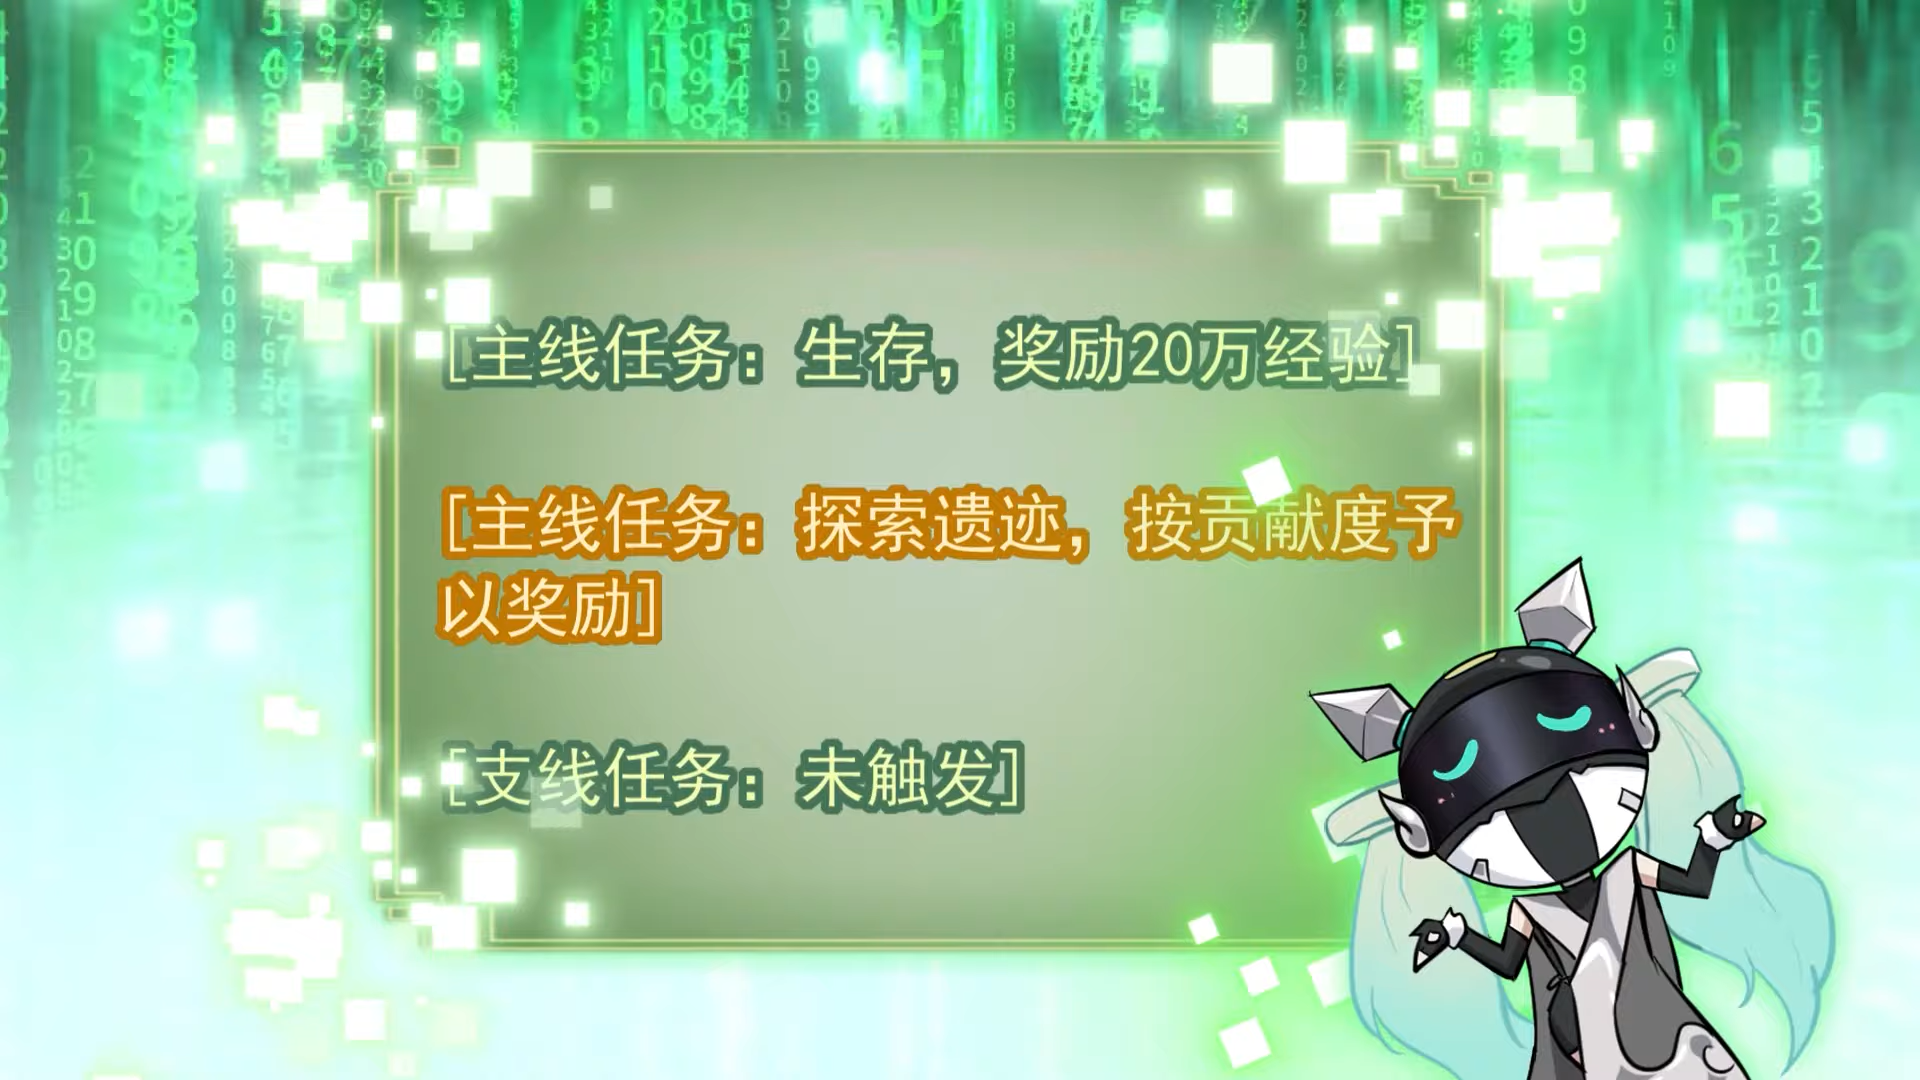 [主线任务：生存，奖励20万经验]
[主线任务：探索遗迹，按贡献度予
以奖励]
[支线任务：未触发]